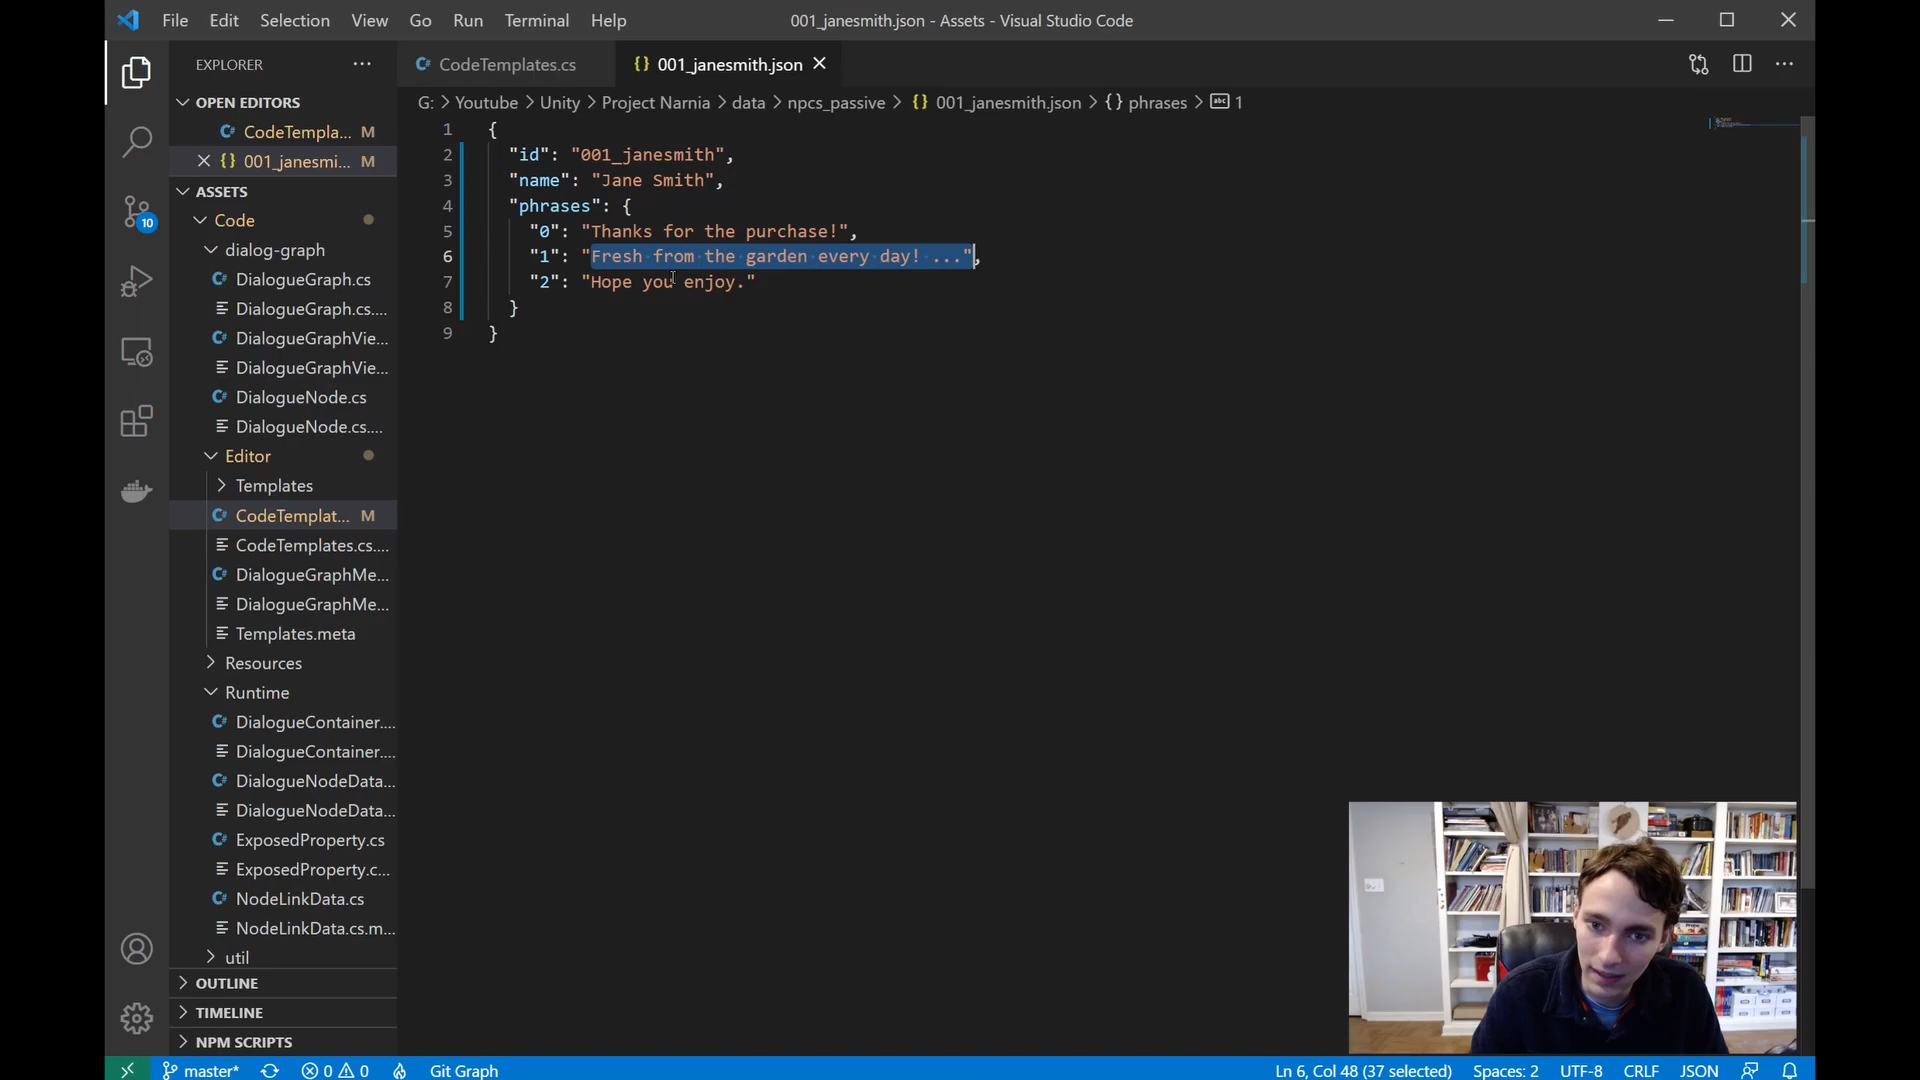 File Edit Selection View Go Run Terminal Help
001_janesmith.json - Assets - Visual Studio Code
EXPLORER
OPEN EDITORS
CodeTempla... M
001_janesmi... M
ASSETS
Code
dialog-graph
DialogueGraph.cs
DialogueGraph.cs....
DialogueGraphVie...
DialogueGraphVie...
DialogueNode.cs
DialogueNode.cs....
Editor
Templates
CodeTemplat... M
CodeTemplates.cs....
DialogueGraphMe...
DialogueGraphMe...
Templates.meta
Resources
Runtime
DialogueContainer....
DialogueContainer....
DialogueNodeData...
DialogueNodeData...
ExposedProperty.cs
ExposedProperty.c...
NodeLinkData.cs
NodeLinkData.cs.m...
util
OUTLINE
TIMELINE
NPM SCRIPTS
10
CodeTemplates.cs
{} 001_janesmith.json
G: > Youtube > Unity > Project Narnia > data > npcs_passive > {} 001_janesmith.json > {} phrases > abc 1
1 {
2 "id": "001_janesmith",
3 "name": "Jane Smith",
4 "phrases": {
5 "0": "Thanks for the purchase!",
6 "1": "Fresh from the garden every day! ...",
7 "2": "Hope you enjoy."
8 }
9 }
master* 0 0 Git Graph
Ln 6, Col 48 (37 selected) Spaces: 2 UTF-8 CRLF JSON